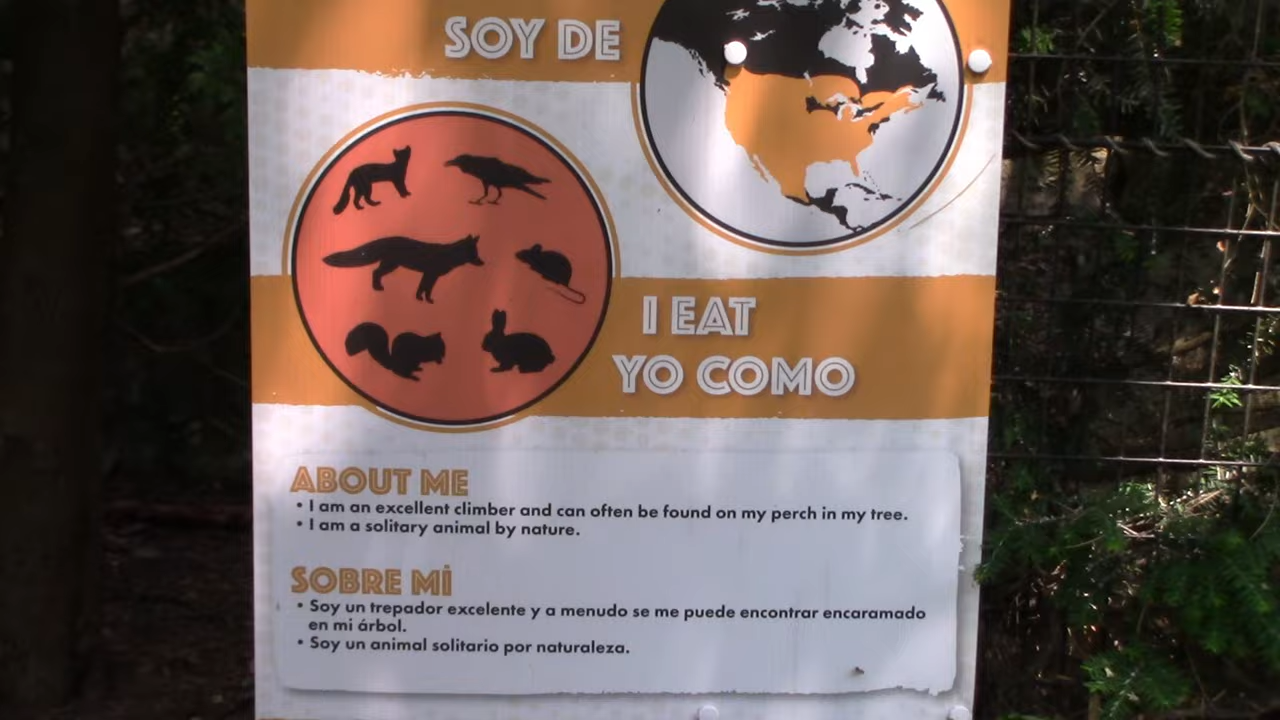 SOY DE
I EAT
YO COMO
ABOUT ME
• I am an excellent climber and can often be found on my perch in my tree.
• I am a solitary animal by nature.
SOBRE MÍ
• Soy un trepador excelente y a menudo se me puede encontrar encaramado
en mi árbol.
• Soy un animal solitario por naturaleza.